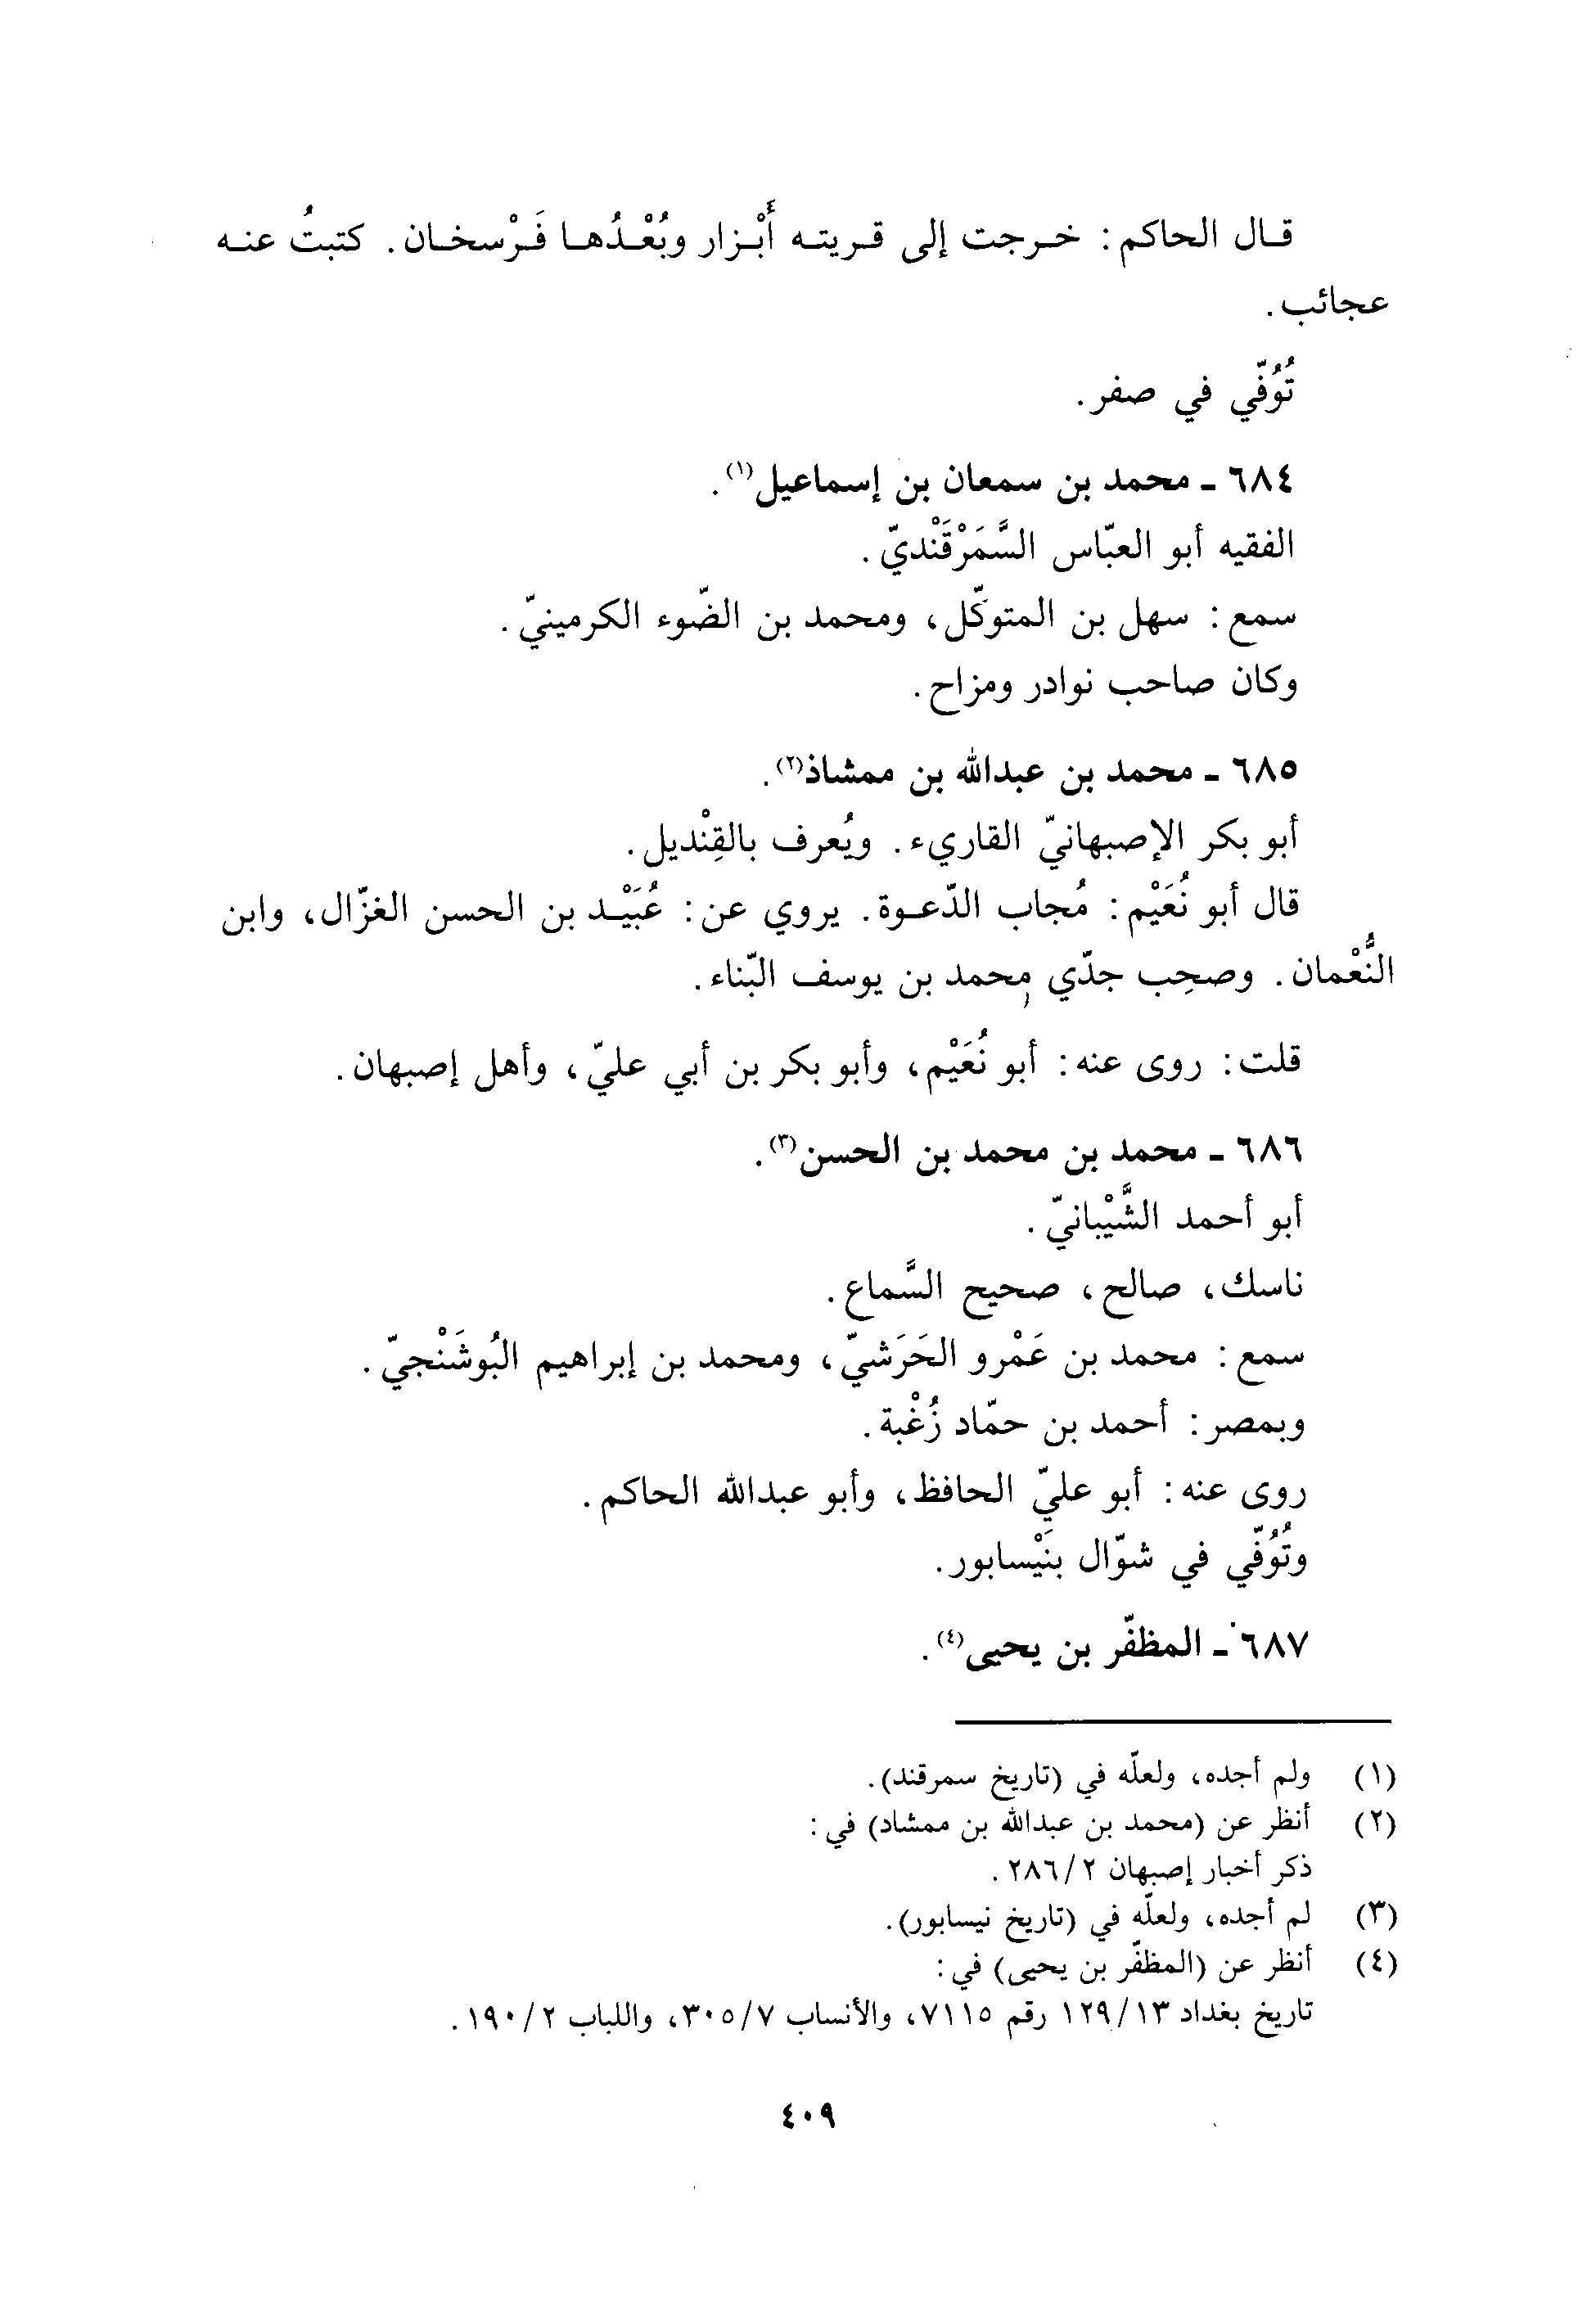 قال الحاكم: خرجت إلى قريته أَبْزار وبُعْدُها فَرْسخان. كتبتُ عنه
عجائب.
تُوُفّي في صفر.
٦٨٤ ـ محمد بن سمعان بن إسماعيل(١).
الفقيه أبو العبّاس السَّمَرْقَنْديّ.
سمع: سهل بن المتوكّل، ومحمد بن الضّوء الكرمينيّ.
وكان صاحب نوادر ومزاح.
٦٨٥ ـ محمد بن عبدالله بن ممشاذ(٢).
أبو بكر الإصبهانيّ القاريء. ويُعرف بالقِنْديل.
قال أبو نُعَيْم: مُجاب الدّعوة. يروي عن: عُبَيْد بن الحسن الغزّال، وابن
النُّعْمان. وصحِب جدّي محمد بن يوسف البّناء.
قلت: روى عنه: أبو نُعَيْم، وأبو بكر بن أبي عليّ، وأهل إصبهان.
٦٨٦ ـ محمد بن محمد بن الحسن(٣).
أبو أحمد الشَّيْبانيّ.
ناسك، صالح، صحيح السَّماع.
سمع: محمد بن عَمْرو الحَرَشيّ، ومحمد بن إبراهيم البُوشَنْجيّ.
وبمصر: أحمد بن حمّاد زُغْبة.
روى عنه: أبو عليّ الحافظ، وأبو عبدالله الحاكم.
وتُوُفّي في شوّال بنَيْسابور.
٦٨٧ ـ المظفّر بن يحيى(٤).
(١) ولم أجده، ولعلّه في (تاريخ سمرقند).
(٢) أنظر عن (محمد بن عبدالله بن ممشاد) في:
ذكر أخبار إصبهان ٢/٢٨٦.
(٣) لم أجده، ولعلّه في (تاريخ نيسابور).
(٤) أنظر عن (المظفّر بن يحيى) في:
تاريخ بغداد ١٣/١٢٩ رقم ٧١١٥، والأنساب ٧/٣٠٥، واللباب ٢/١٩٠.
٤٠٩